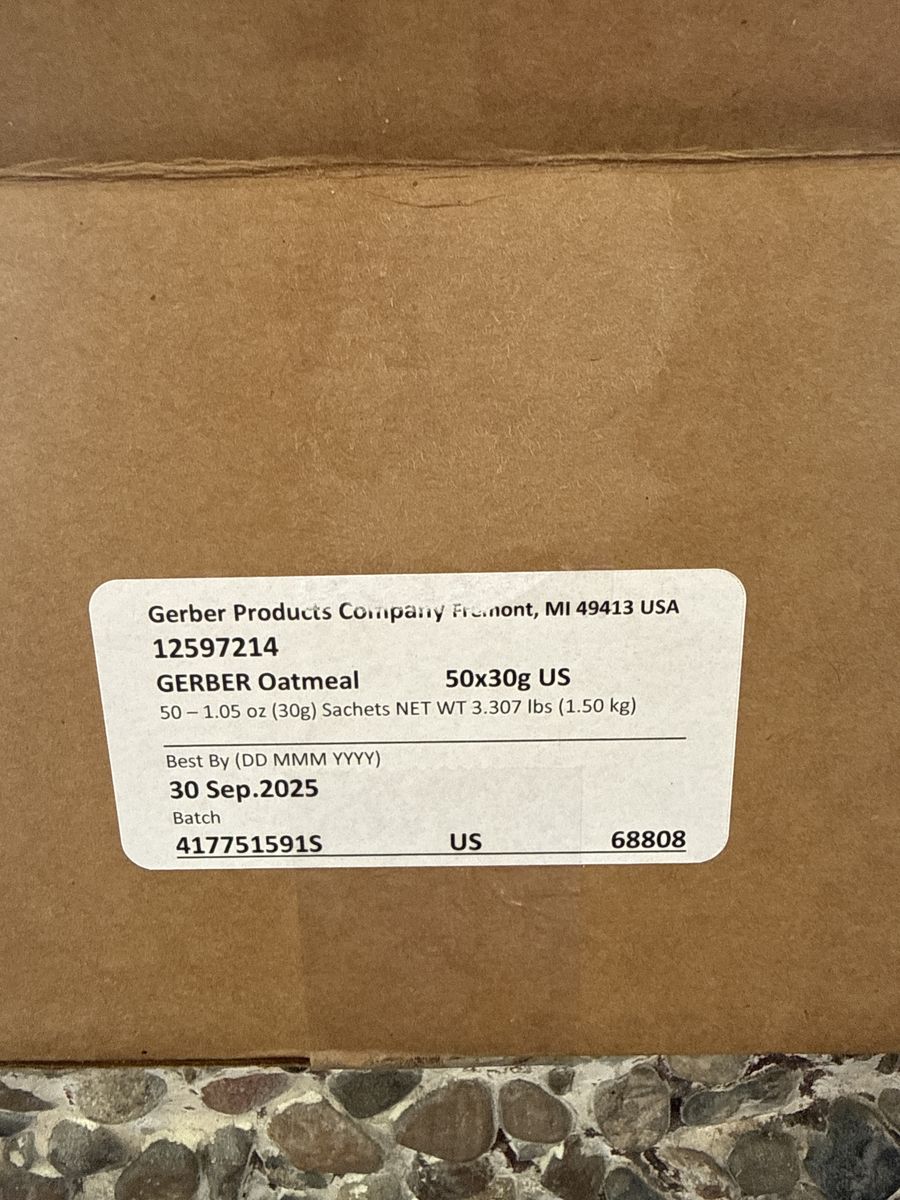 Gerber Products Company Fremont, MI 49413 USA
12597214
GERBER Oatmeal 50x30g US
50 – 1.05 oz (30g) Sachets NET WT 3.307 lbs (1.50 kg)
Best By (DD MMM YYYY)
30 Sep.2025
Batch
417751591S US 68808